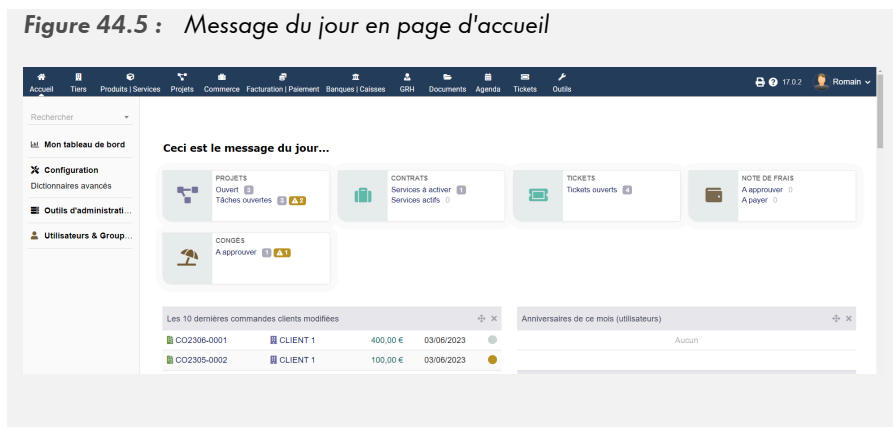 Figure 44.5 : Message du jour en page d'accueil
Accueil Tiers Produits | Services Projets Commerce Facturation | Paiement Banques | Caisses GRH Documents Agenda Tickets Outils 17.0.2 Romain
Rechercher
Mon tableau de bord
Configuration
Dictionnaires avancés
Outils d'administrati...
Utilisateurs & Group...
Ceci est le message du jour...
PROJETS
Ouvert 3
Tâches ouvertes 3 2
CONTRATS
Services à activer 1
Services actifs 0
TICKETS
Tickets ouverts 4
NOTE DE FRAIS
A approuver 0
A payer 0
CONGÉS
A approuver 1 1
Les 10 dernières commandes clients modifiées
CO2306-0001 CLIENT 1 400,00 € 03/06/2023
CO2305-0002 CLIENT 1 100,00 € 03/06/2023
Anniversaires de ce mois (utilisateurs)
Aucun